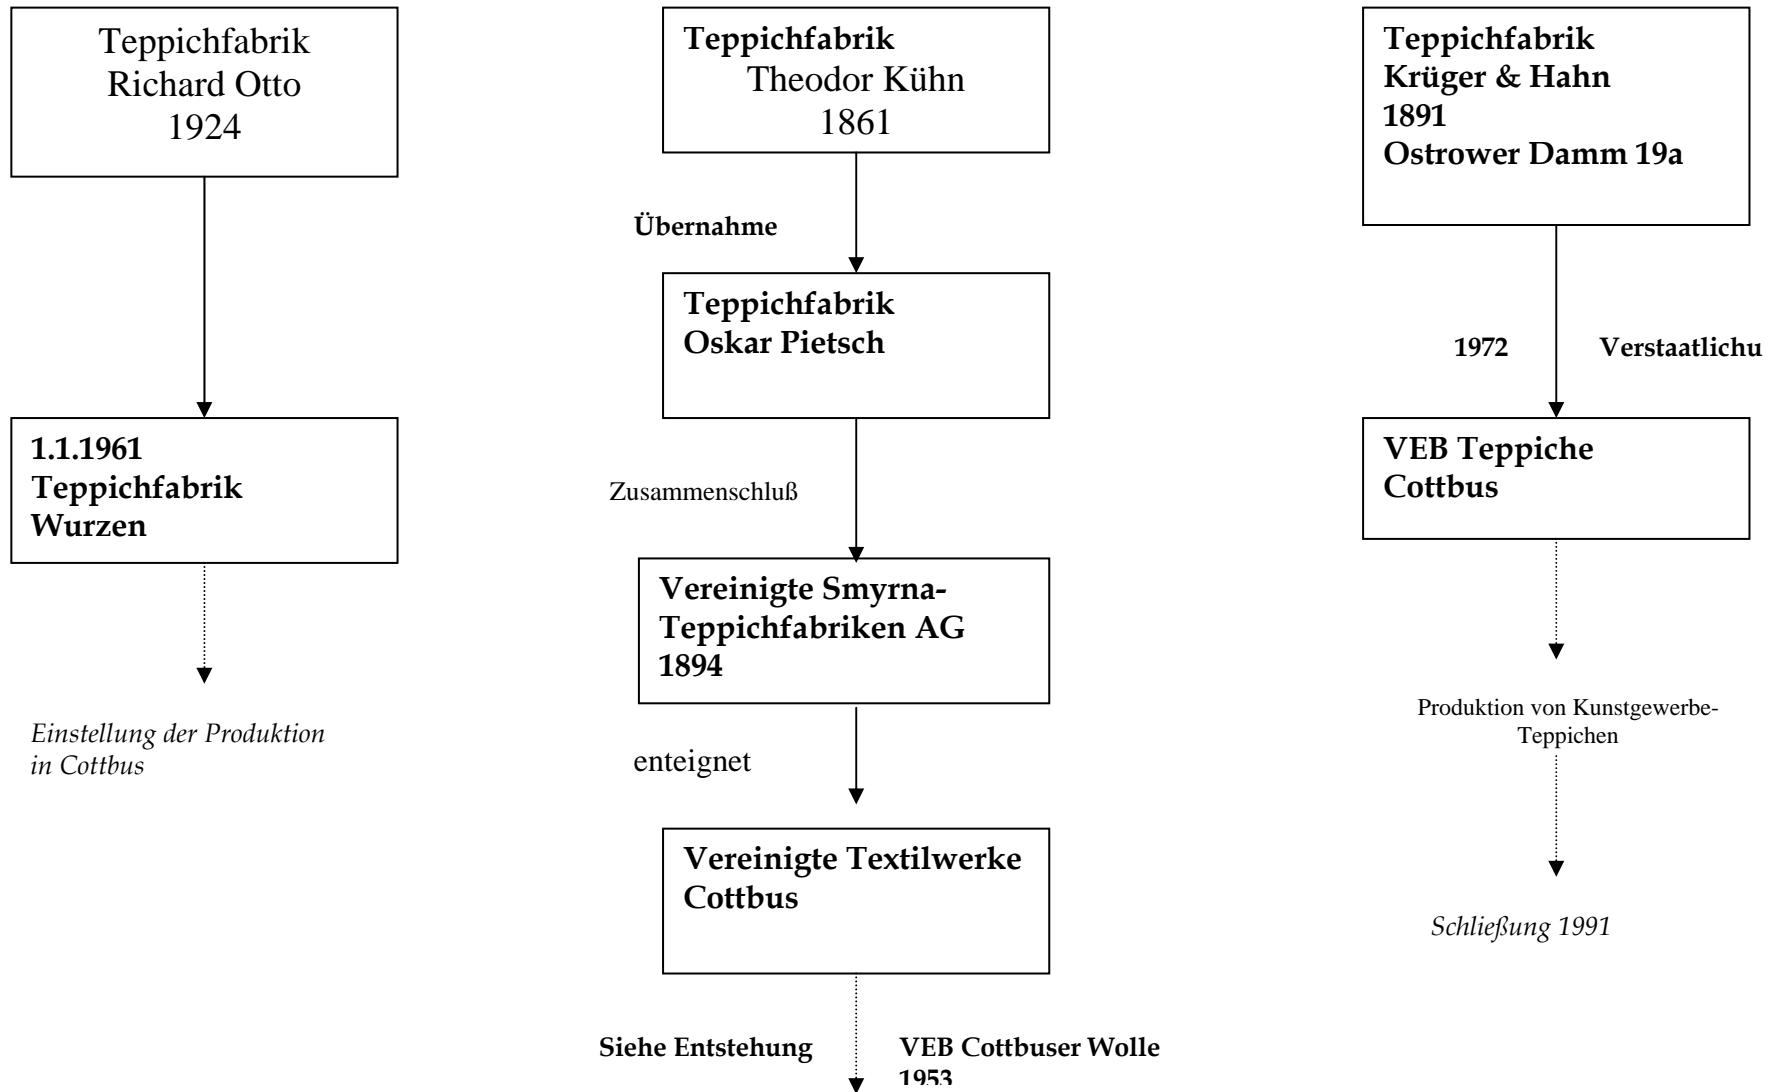 Teppichfabrik
Richard Otto
1924
1.1.1961
Teppichfabrik
Wurzen
Einstellung der Produktion
in Cottbus
Teppichfabrik
Theodor Kühn
1861
Übernahme
Teppichfabrik
Oskar Pietsch
Zusammenschluß
Vereinigte Smyrna-
Teppichfabriken AG
1894
enteignet
Vereinigte Textilwerke
Cottbus
Siehe Entstehung VEB Cottbuser Wolle
1953
Teppichfabrik
Krüger & Hahn
1891
Ostrower Damm 19a
1972 Verstaatlichu
VEB Teppiche
Cottbus
Produktion von Kunstgewerbe-
Teppichen
Schließung 1991